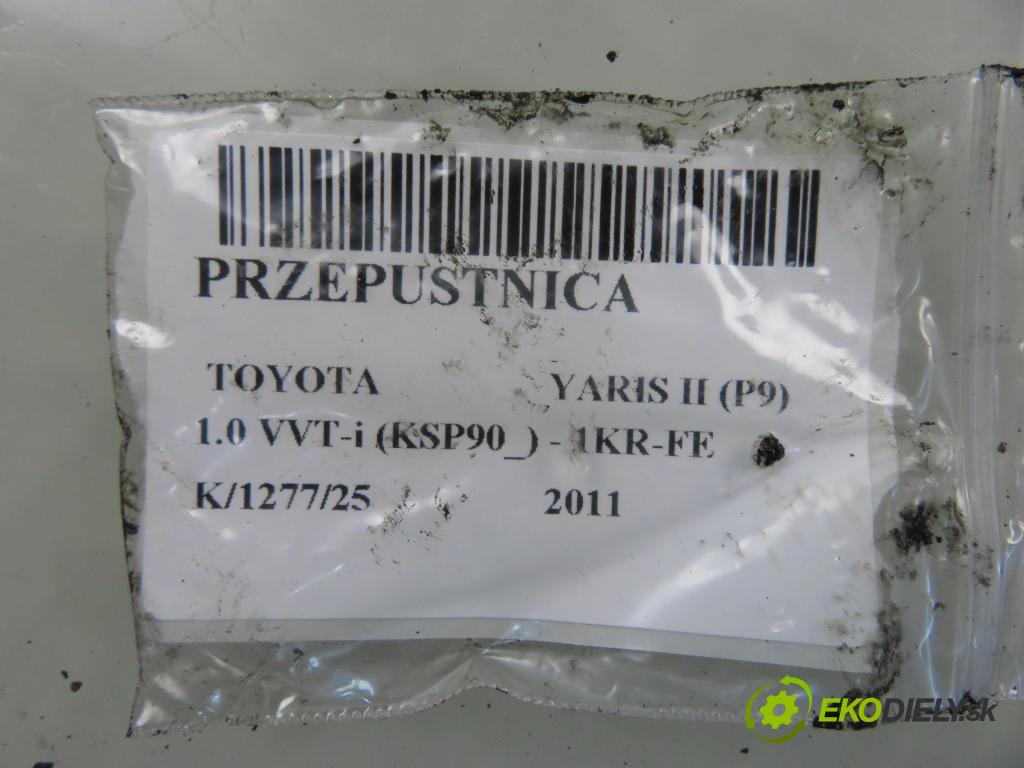 PRZEPUSTNICA
TOYOTA YARIS II (P9)
1.0 VVT-i (KSP90_) - 1KR-FE
K/1277/25 2011
EKODIELY.sk